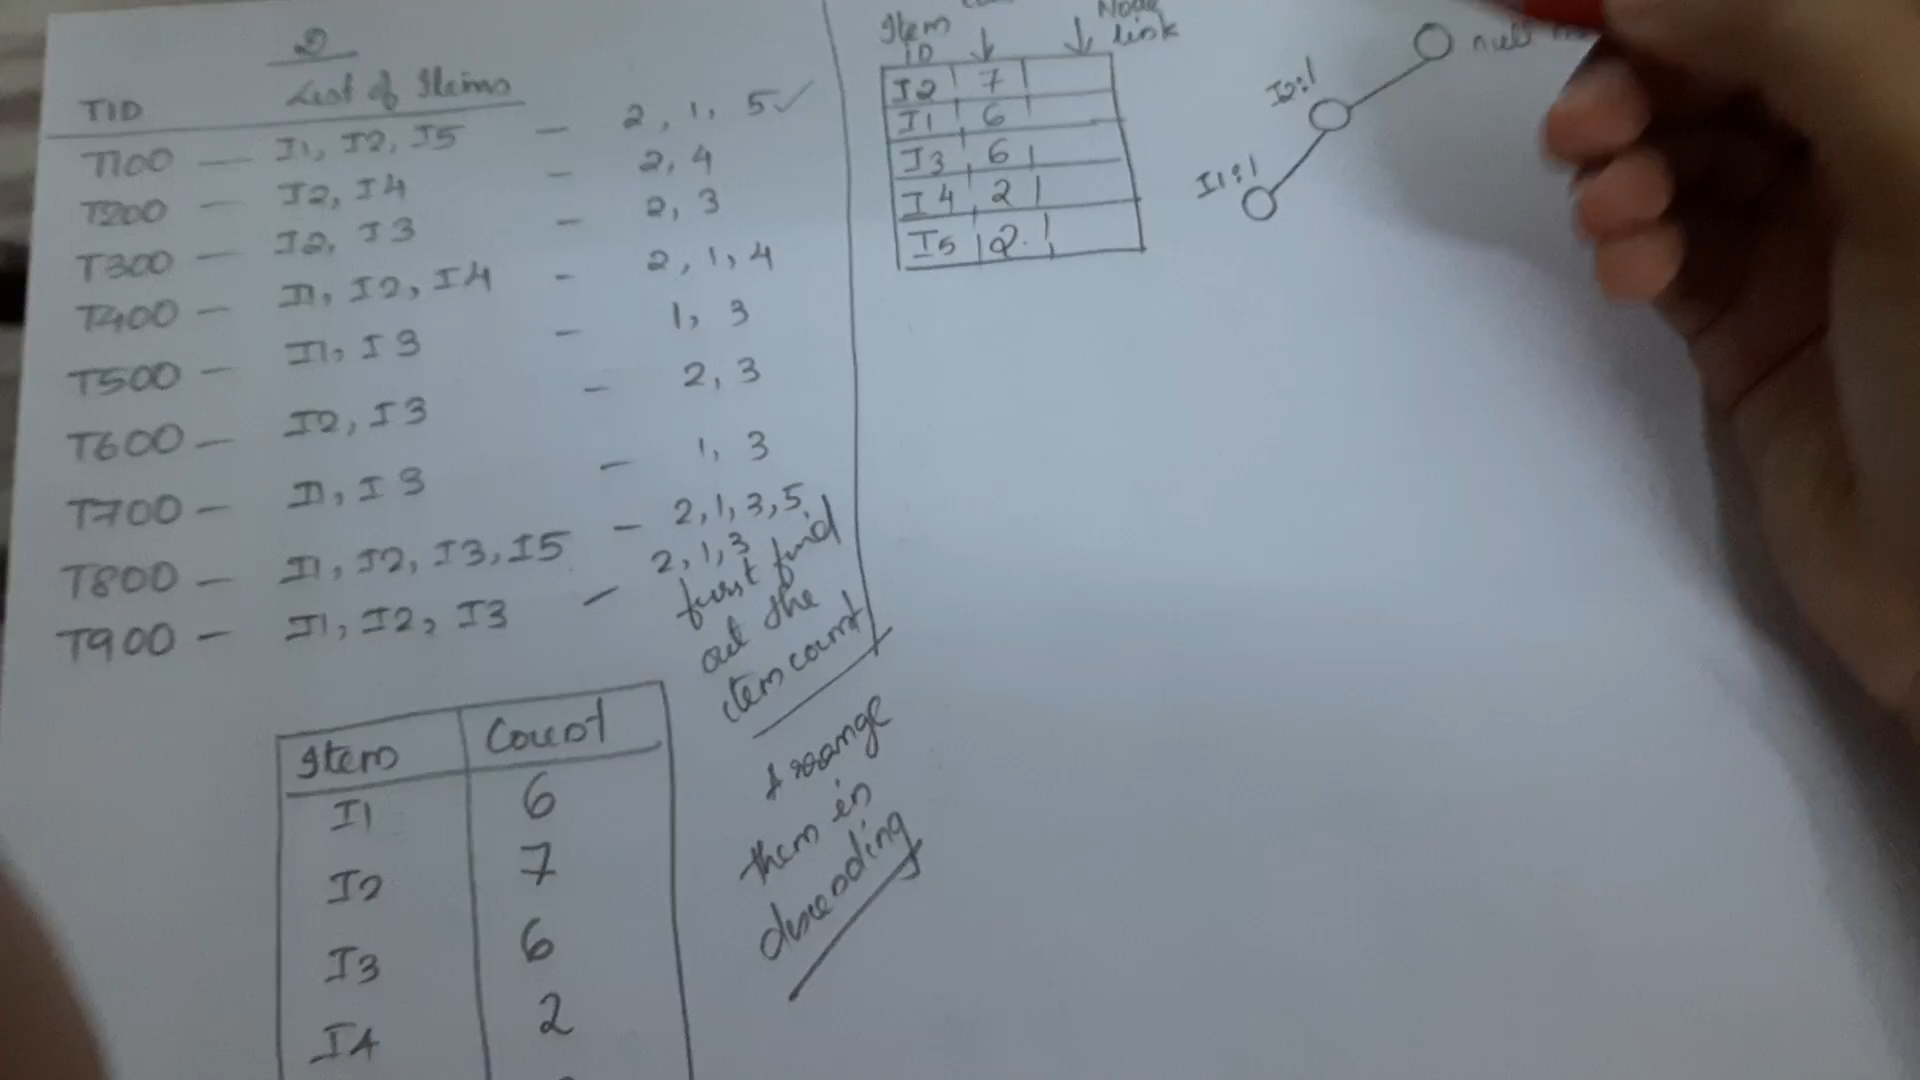 D
TID List of Items
T100 — I1, I2, I5 — 2, 1, 5 ✓
T200 — I2, I4 — 2, 4
T300 — I2, I3 — 2, 3
T400 — I1, I2, I4 — 2, 1, 4
T500 — I1, I3 — 1, 3
T600 — I2, I3 — 2, 3
T700 — I1, I3 — 1, 3
T800 — I1, I2, I3, I5 — 2, 1, 3, 5
T900 — I1, I2, I3 — 2, 1, 3
first find
out the
item count
Arrange
them in
descending
Item Count
I1 6
I2 7
I3 6
I4 2
Item
ID
Node
link
I2 7
I1 6
I3 6
I4 2
I5 2
null
I2:1
I1:1